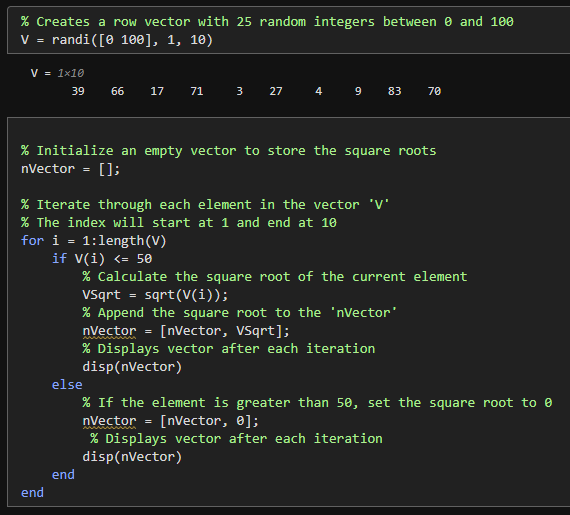 % Creates a row vector with 25 random integers between 0 and 100
V = randi([0 100], 1, 10)
V = 1×10
39 66 17 71 3 27 4 9 83 70
% Initialize an empty vector to store the square roots
nVector = [];
% Iterate through each element in the vector 'V'
% The index will start at 1 and end at 10
for i = 1:length(V)
    if V(i) <= 50
        % Calculate the square root of the current element
        VSqrt = sqrt(V(i));
        % Append the square root to the 'nVector'
        nVector = [nVector, VSqrt];
        % Displays vector after each iteration
        disp(nVector)
    else
        % If the element is greater than 50, set the square root to 0
        nVector = [nVector, 0];
         % Displays vector after each iteration
        disp(nVector)
    end
end